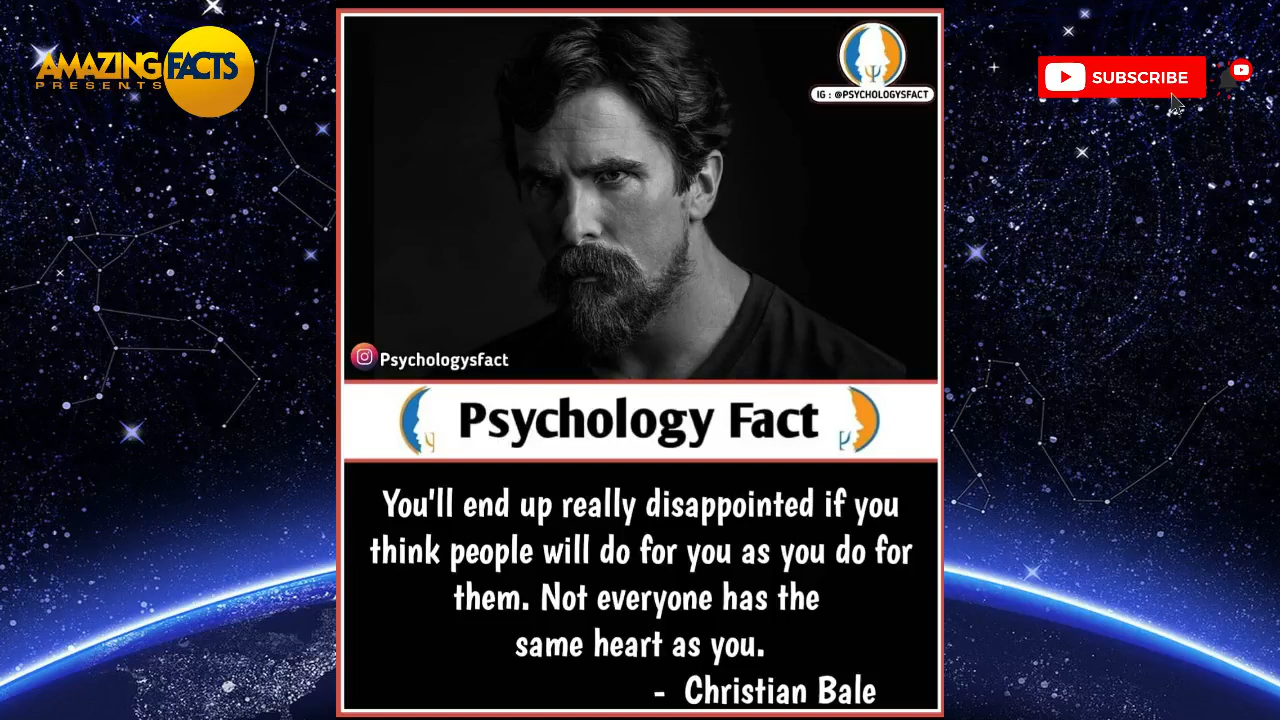 AMAZING FACTS
PRESENTS
IG : @PSYCHOLOGYSFACT
SUBSCRIBE
Psychologysfact
Psychology Fact
You'll end up really disappointed if you
think people will do for you as you do for
them. Not everyone has the
same heart as you.
- Christian Bale